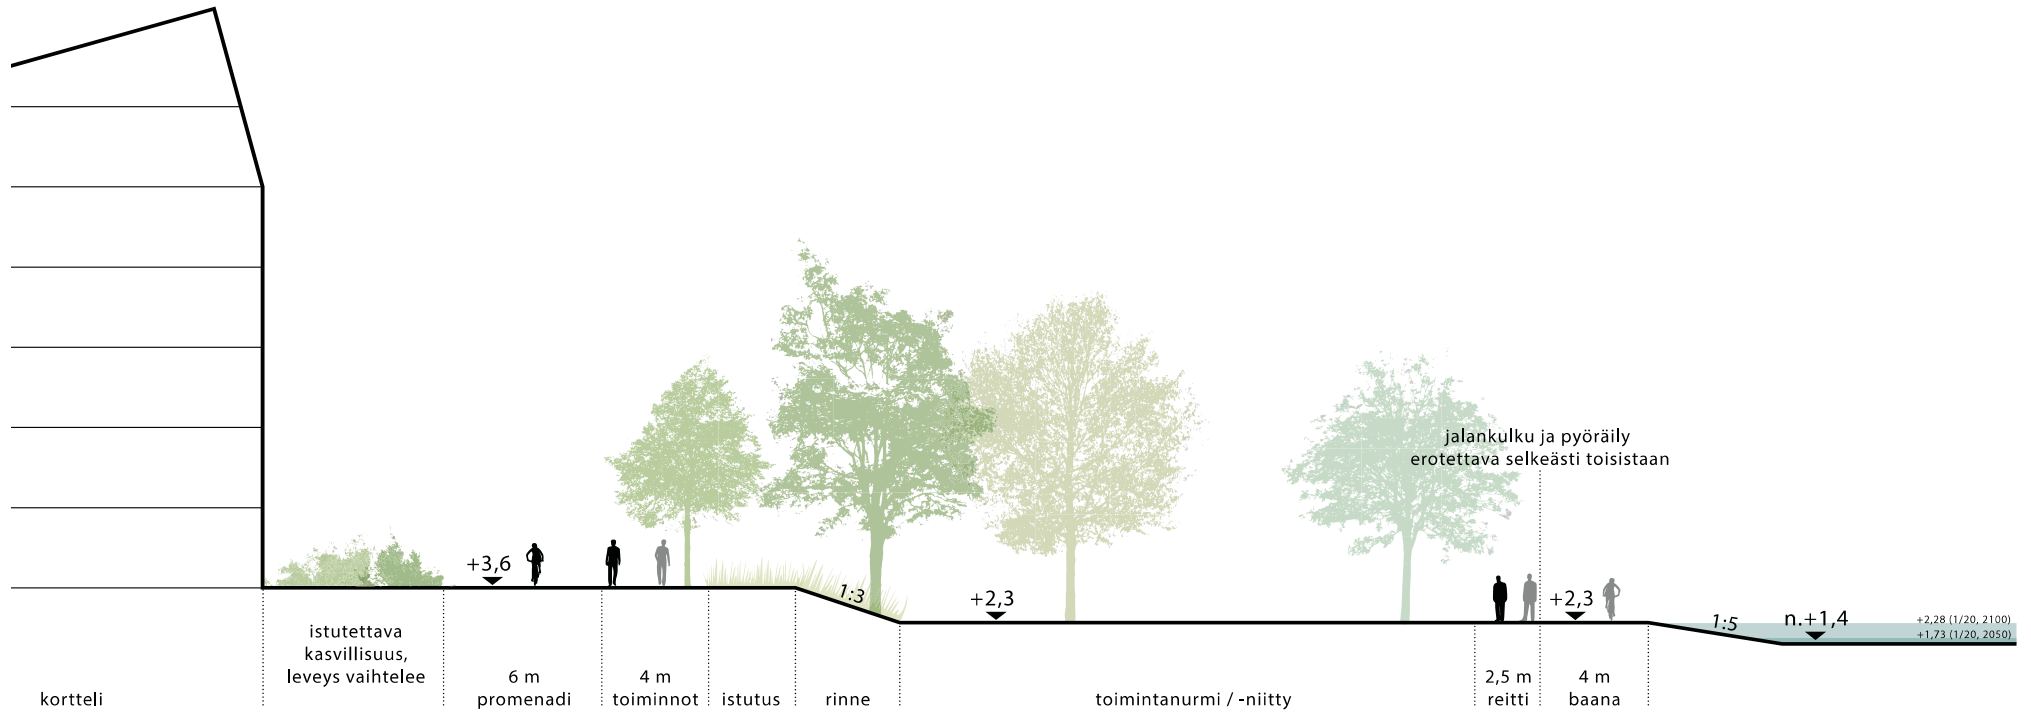 jalankulku ja pyöräily
erotettava selkeästi toisistaan
+3,6
1:3
+2,3
+2,3
1:5
n.+1,4
+2,28 (1/20, 2100)
+1,73 (1/20, 2050)
kortteli
istutettava
kasvillisuus,
leveys vaihtelee
6 m
promenadi
4 m
toiminnot
istutus
rinne
toimintanurmi / -niitty
2,5 m
reitti
4 m
baana